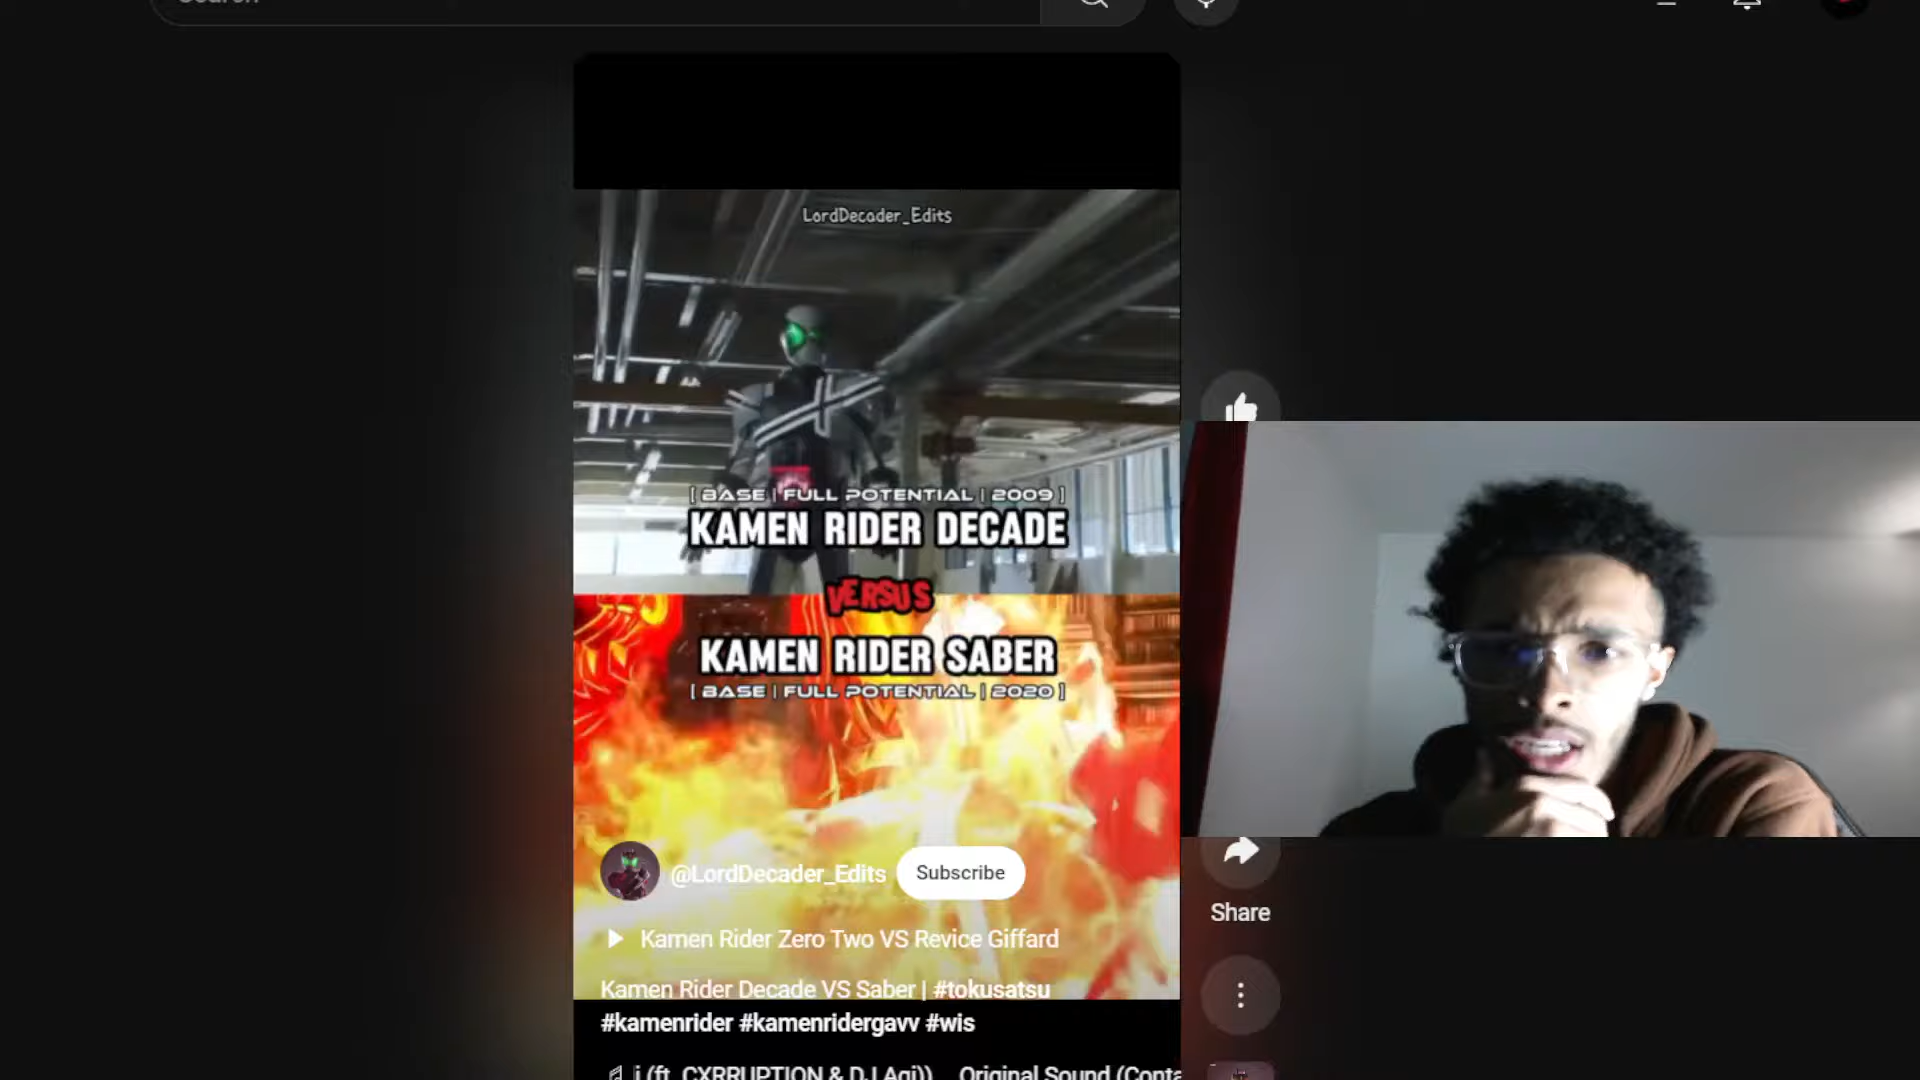 Search
LordDecader_Edits
[ BASE | FULL POTENTIAL | 2009 ]
KAMEN RIDER DECADE
VERSUS
KAMEN RIDER SABER
[ BASE | FULL POTENTIAL | 2020 ]
@LordDecader_Edits Subscribe
Kamen Rider Zero Two VS Revice Giffard
Kamen Rider Decade VS Saber | #tokusatsu
#kamenrider #kamenridergavv #wis
i (ft. CXRRUPTION & DJ Agi)) Original Sound (Conta
Share